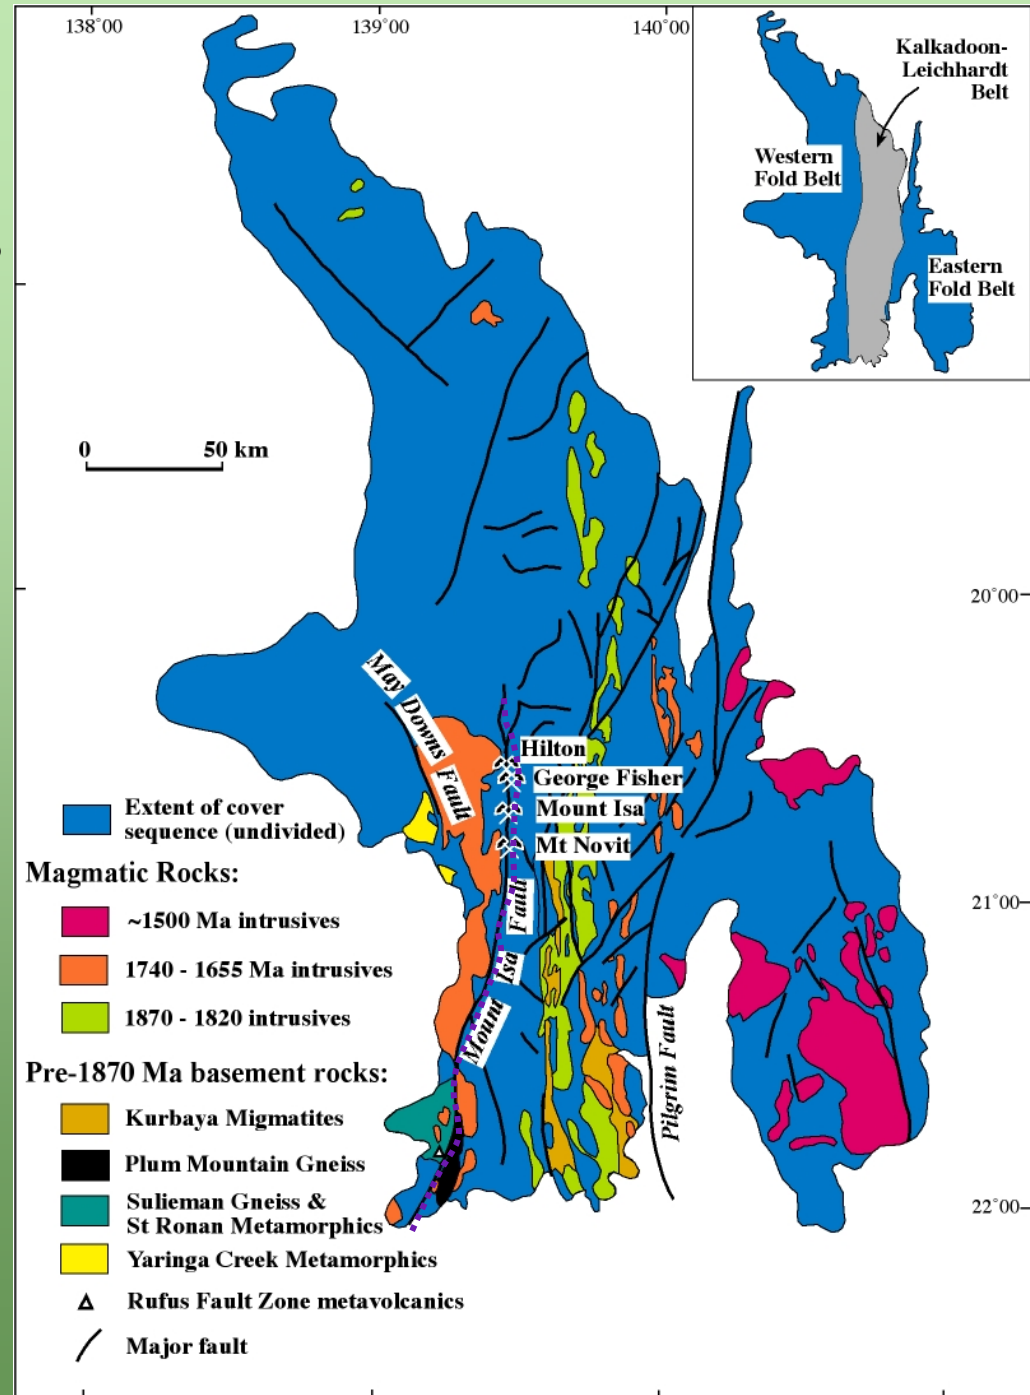 138°00
139°00
140°00
Kalkadoon-
Leichhardt
Belt
Western
Fold Belt
Eastern
Fold Belt
0 50 km
20°00
May Downs Fault
Hilton
George Fisher
Mount Isa
Mt Novit
Mount Isa Fault
Pilgrim Fault
21°00
22°00
Extent of cover
sequence (undivided)
Magmatic Rocks:
~1500 Ma intrusives
1740 - 1655 Ma intrusives
1870 - 1820 intrusives
Pre-1870 Ma basement rocks:
Kurbaya Migmatites
Plum Mountain Gneiss
Sulieman Gneiss &
St Ronan Metamorphics
Yaringa Creek Metamorphics
Rufus Fault Zone metavolcanics
Major fault